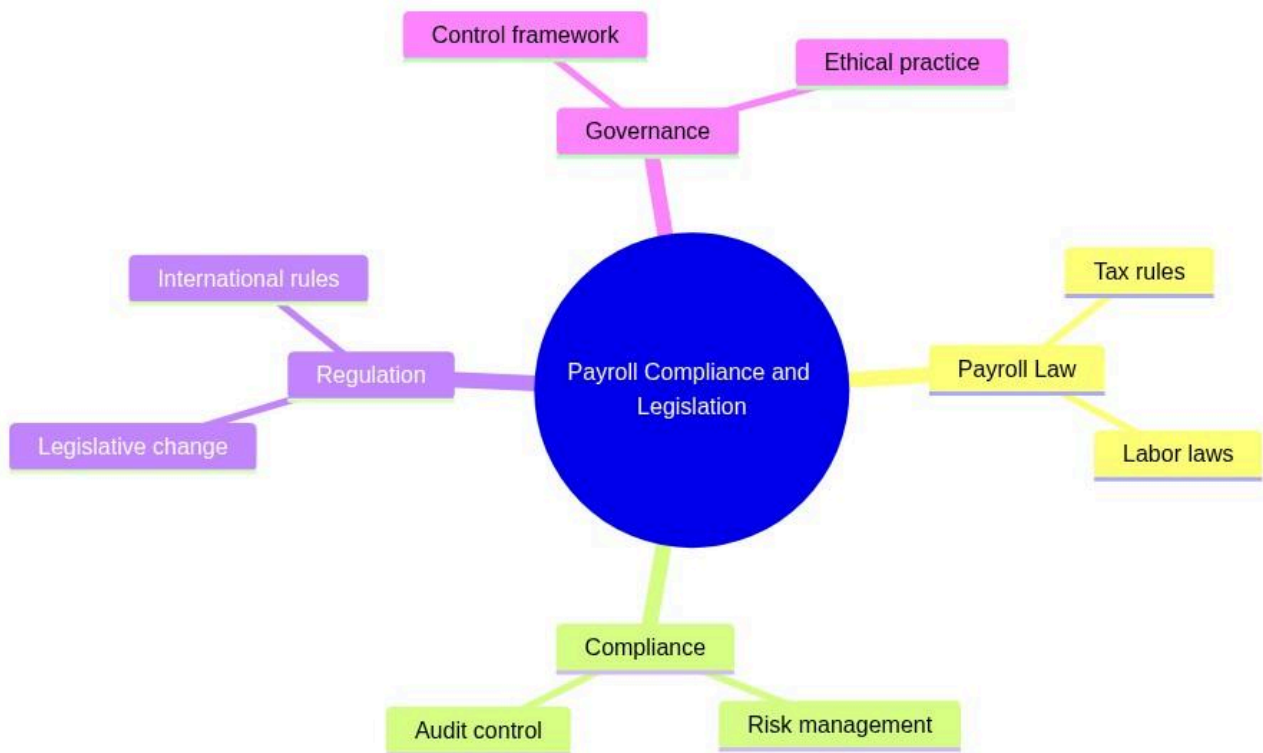 Control framework
Ethical practice
Governance
International rules
Tax rules
Regulation
Payroll Compliance and
Legislation
Payroll Law
Legislative change
Labor laws
Compliance
Audit control
Risk management